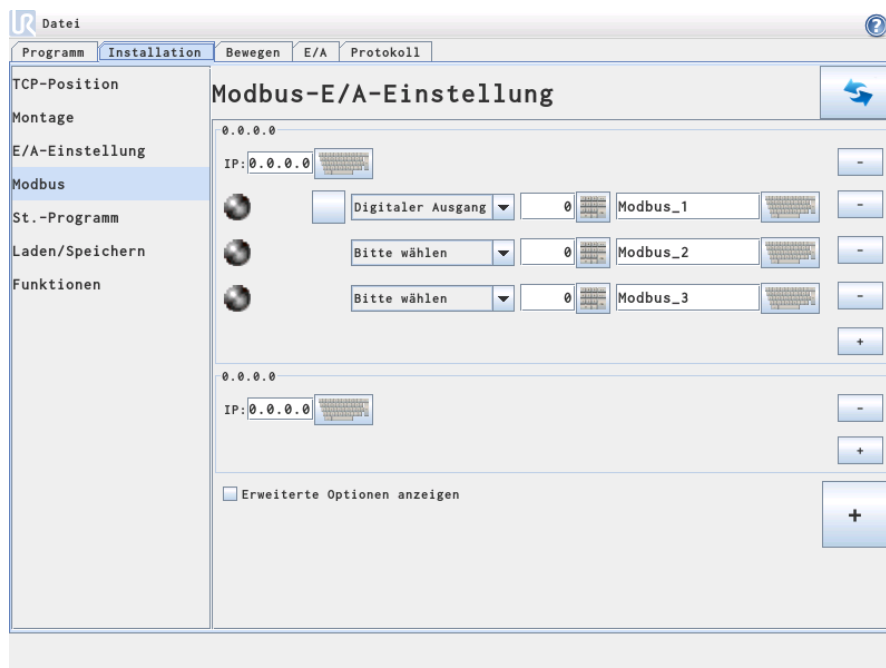 UR Datei ?
Programm Installation Bewegen E/A Protokoll
TCP-Position
Montage
E/A-Einstellung
Modbus
St.-Programm
Laden/Speichern
Funktionen
Modbus-E/A-Einstellung
0.0.0.0
IP: 0.0.0.0 -
Digitaler Ausgang 0 Modbus_1 -
Bitte wählen 0 Modbus_2 -
Bitte wählen 0 Modbus_3 -
+
0.0.0.0
IP: 0.0.0.0 -
+
Erweiterte Optionen anzeigen
+